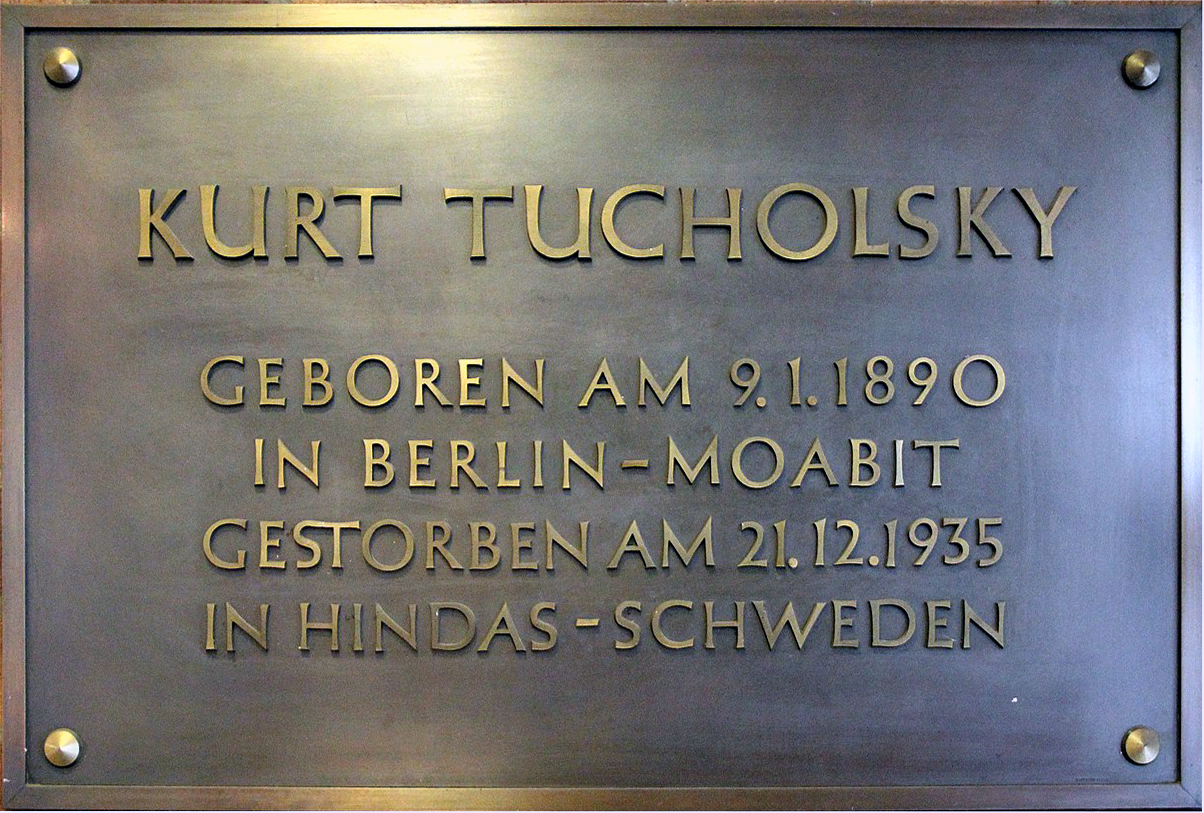 KURT TUCHOLSKY
GEBOREN AM 9.1.1890
IN BERLIN-MOABIT
GESTORBEN AM 21.12.1935
IN HINDAS-SCHWEDEN